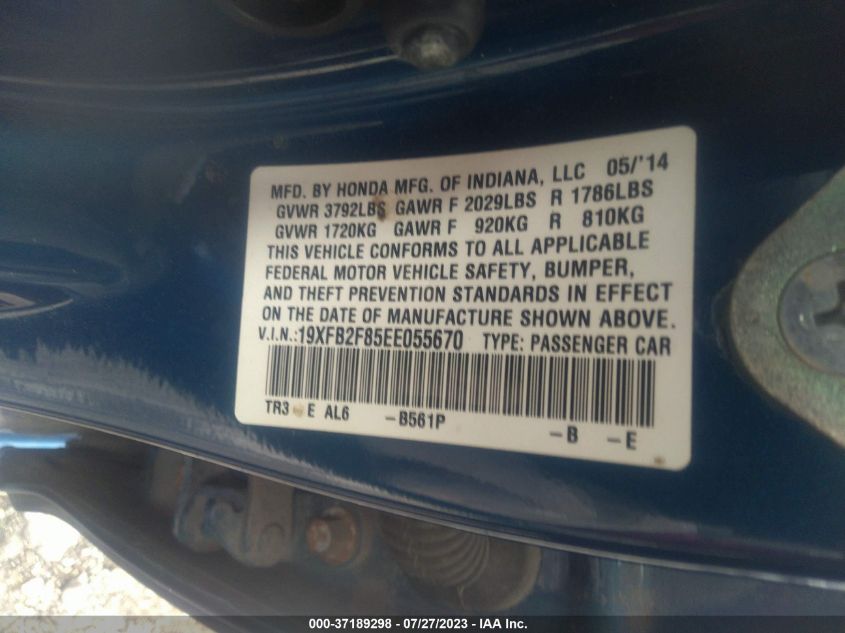 MFD. BY HONDA MFG. OF INDIANA, LLC 05/'14
GVWR 3792LBS GAWR F 2029LBS R 1786LBS
GVWR 1720KG GAWR F 920KG R 810KG
THIS VEHICLE CONFORMS TO ALL APPLICABLE
FEDERAL MOTOR VEHICLE SAFETY, BUMPER,
AND THEFT PREVENTION STANDARDS IN EFFECT
ON THE DATE OF MANUFACTURE SHOWN ABOVE.
V.I.N.:19XFB2F85EE055670 TYPE: PASSENGER CAR
TR3 E AL6 -B561P -B -E
000-37189298 - 07/27/2023 - IAA Inc.